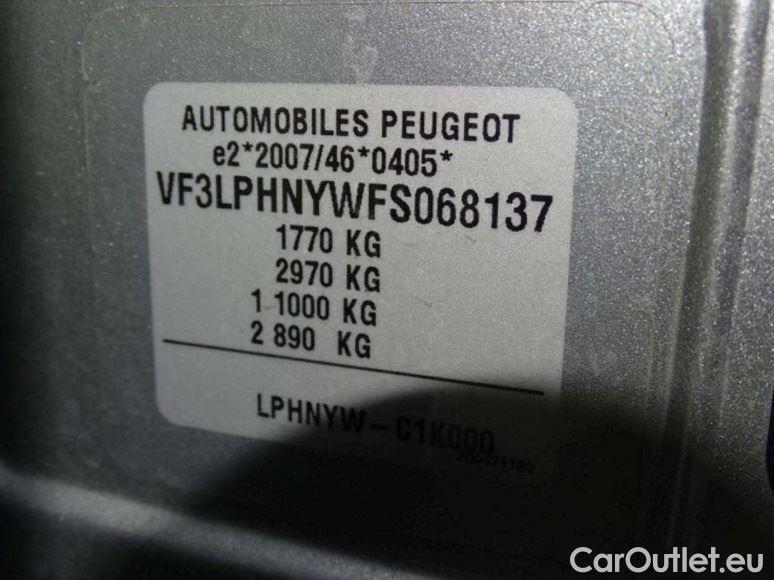 AUTOMOBILES PEUGEOT
e2*2007/46*0405*
VF3LPHNYWFS068137
1770 KG
2970 KG
1 1000 KG
2 890 KG
LPHNYW-C1K000
CarOutlet.eu